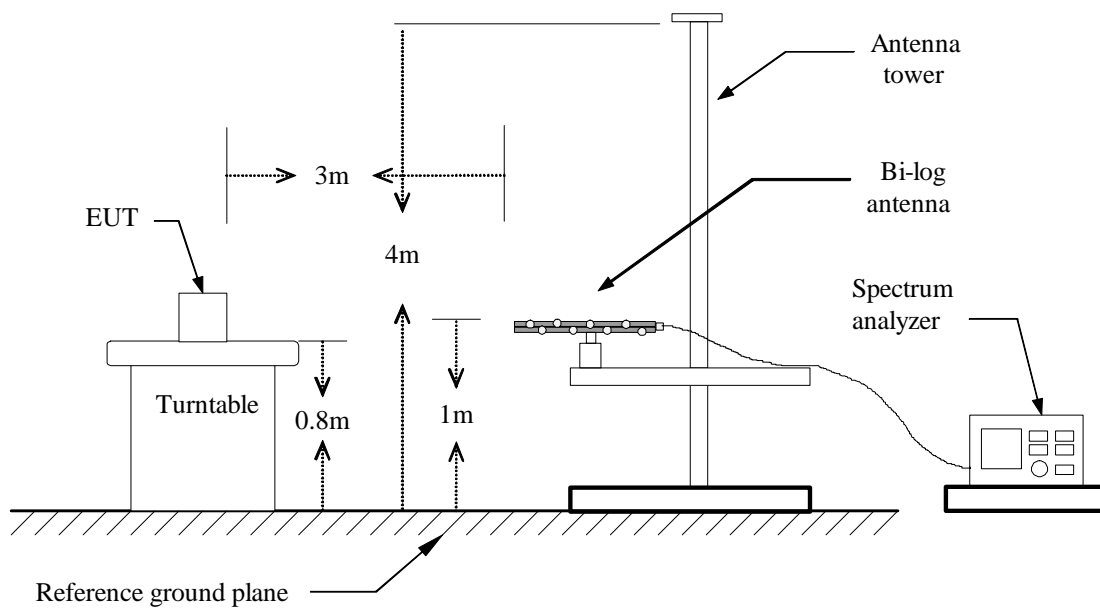 Antenna
tower
3m
Bi-log
antenna
EUT
4m
Spectrum
analyzer
Turntable
0.8m
1m
Reference ground plane